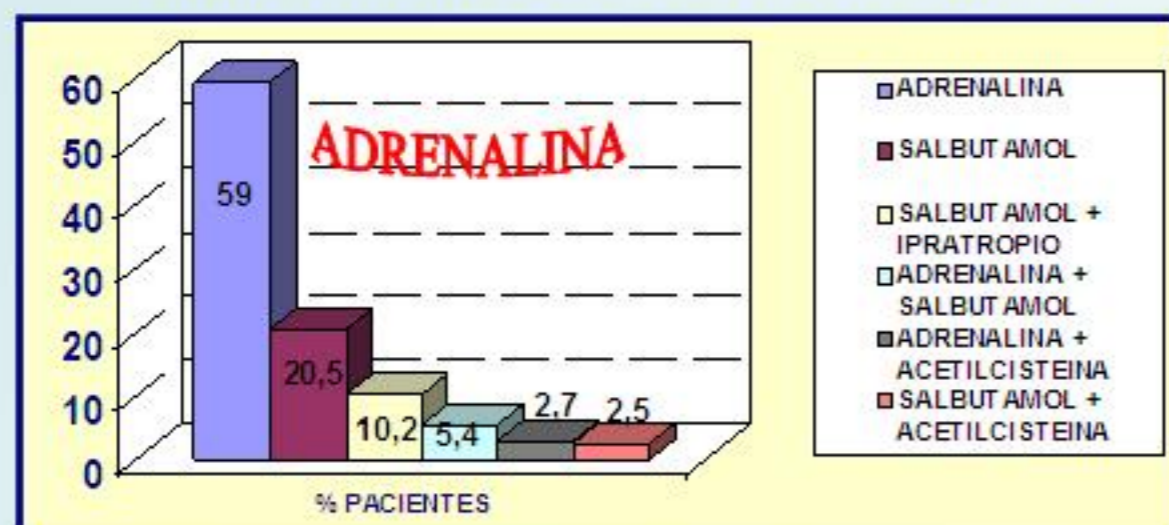 60
50
40
30
20
10
0
ADRENALINA
59
20,5
10,2
5,4
2,7
2,5
% PACIENTES
ADRENALINA
SALBUTAMOL
SALBUTAMOL +
IPRATROPIO
ADRENALINA +
SALBUTAMOL
ADRENALINA +
ACETILCISTEINA
SALBUTAMOL +
ACETILCISTEINA